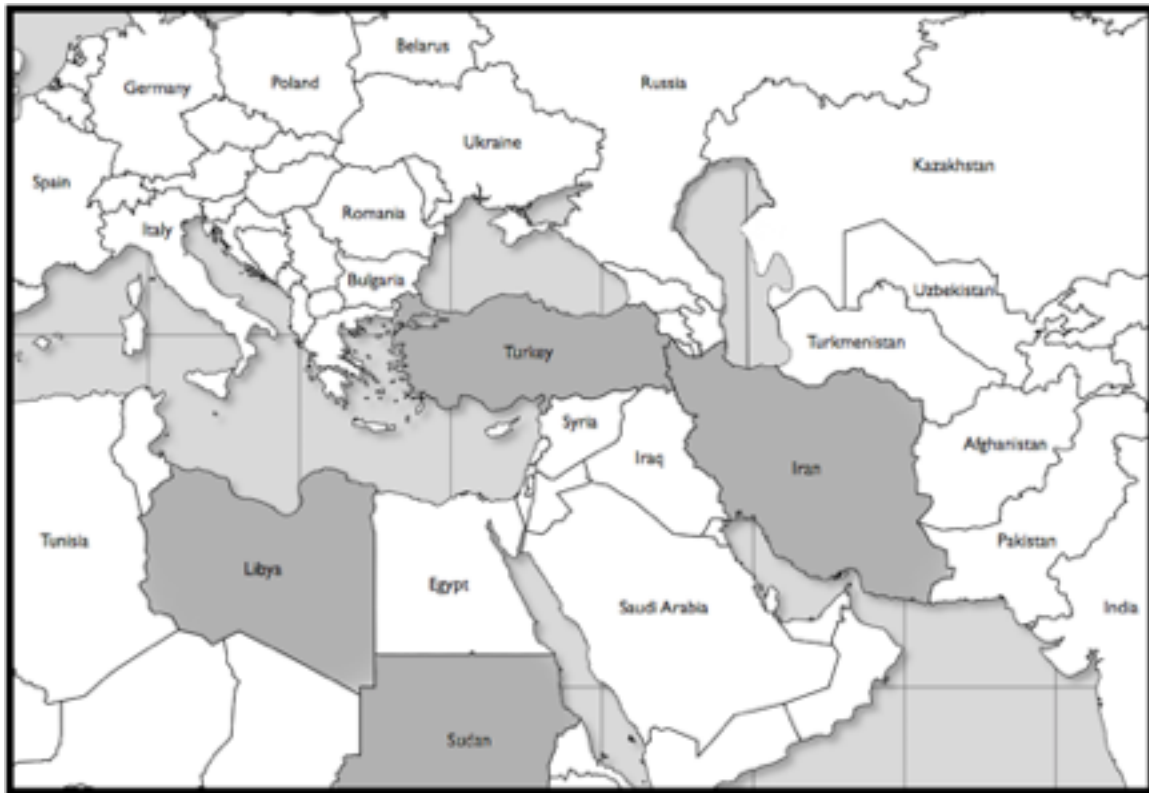 Belarus
Russia
Germany
Poland
Ukraine
Kazakhstan
Spain
Romania
Italy
Bulgaria
Uzbekistan
Turkey
Turkmenistan
Syria
Afghanistan
Iraq
Iran
Tunisia
Pakistan
Libya
Egypt
Saudi Arabia
India
Sudan